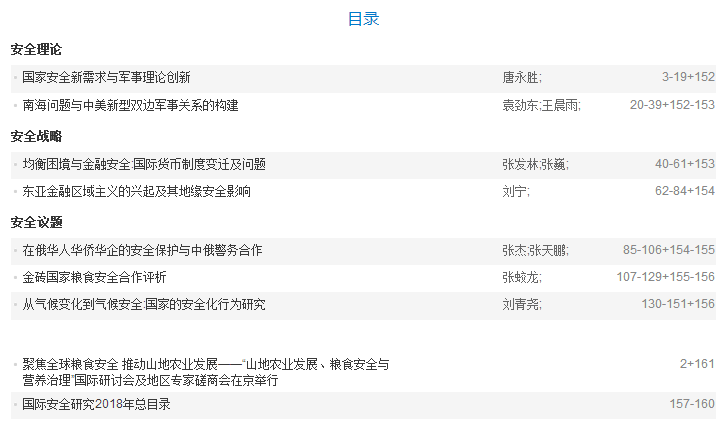 目录
安全理论
国家安全新需求与军事理论创新 唐永胜; 3-19+152
南海问题与中美新型双边军事关系的构建 袁劲东;王晨雨; 20-39+152-153
安全战略
均衡困境与金融安全:国际货币制度变迁及问题 张发林;张巍; 40-61+153
东亚金融区域主义的兴起及其地缘安全影响 刘宁; 62-84+154
安全议题
在俄华人华侨华企的安全保护与中俄警务合作 张杰;张天鹏; 85-106+154-155
金砖国家粮食安全合作评析 张蛟龙; 107-129+155-156
从气候变化到气候安全:国家的安全化行为研究 刘青尧; 130-151+156
聚焦全球粮食安全 推动山地农业发展——“山地农业发展、粮食安全与 2+161
营养治理”国际研讨会及地区专家磋商会在京举行
国际安全研究2018年总目录 157-160